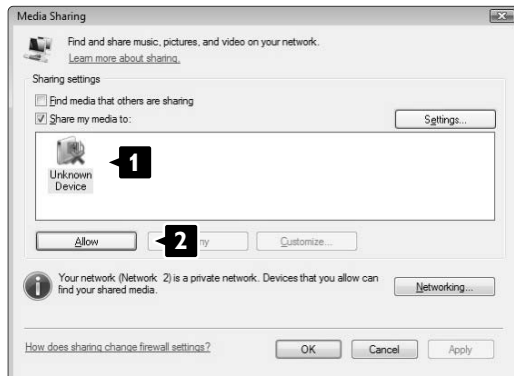 Media Sharing
Find and share music, pictures, and video on your network.
Learn more about sharing.
Sharing settings
Find media that others are sharing
Share my media to:
Settings...
Unknown
Device
1
Allow
2
Customize...
Your network (Network 2) is a private network. Devices that you allow can
find your shared media.
Networking...
How does sharing change firewall settings?
OK
Cancel
Apply